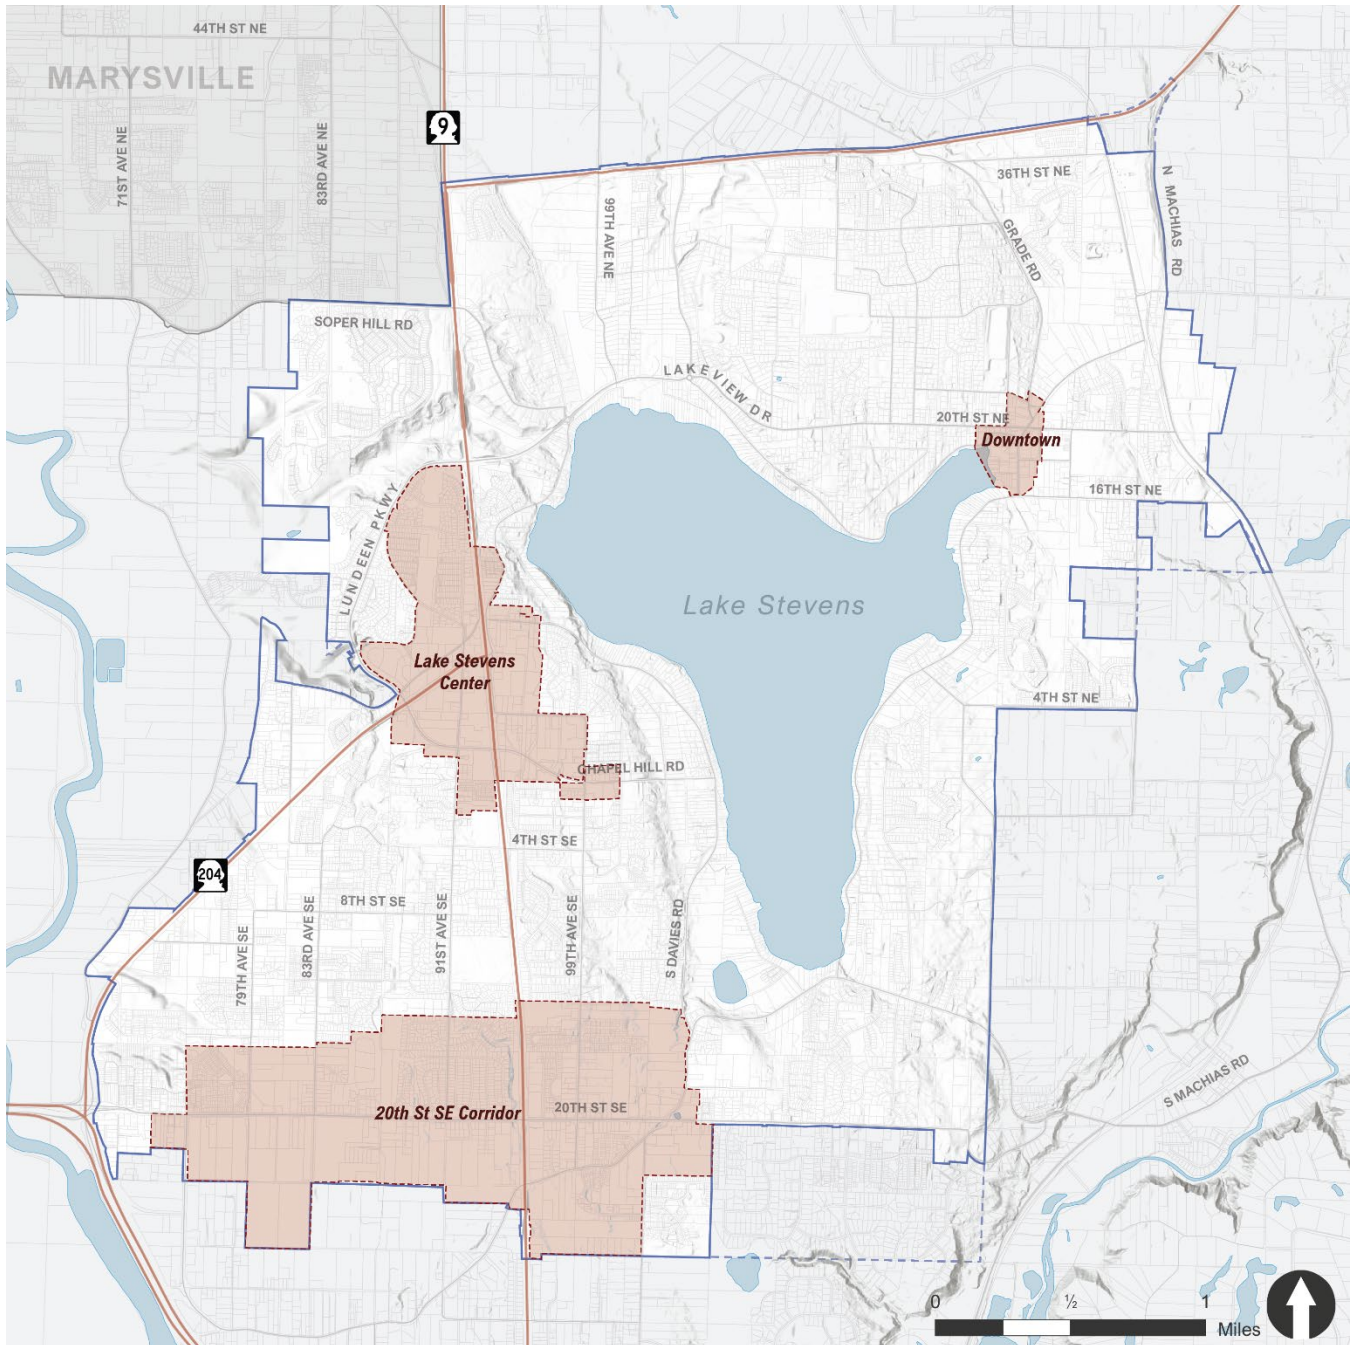 44TH ST NE
MARYSVILLE
9
71ST AVE NE
83RD AVE NE
36TH ST NE
N MACHIAS RD
99TH AVE NE
GRADE RD
SOPER HILL RD
LAKEVIEW DR
20TH ST NE
Downtown
16TH ST NE
LUNDEEN PKWY
Lake Stevens
Lake Stevens
Center
4TH ST NE
CHAPEL HILL RD
4TH ST SE
204
8TH ST SE
79TH AVE SE
83RD AVE SE
91ST AVE SE
99TH AVE SE
S DAVIES RD
S MACHIAS RD
20th St SE Corridor
20TH ST SE
0 ½ 1
Miles